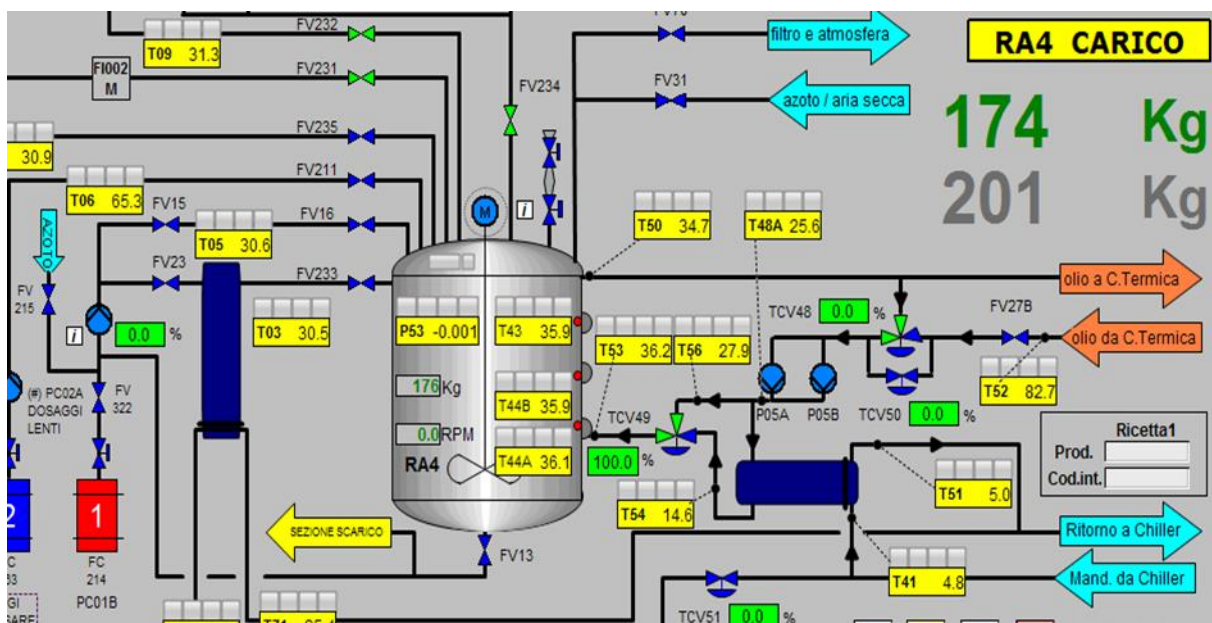 FV232
T09 31.3
FI002
M
FV231
FV234
filtro e atmosfera
RA4 CARICO
FV31
azoto / aria secca
174 Kg
201 Kg
FV235
30.9
FV211
T06 65.3
AZOTO
FV15
FV16
T05 30.6
M
i
T50 34.7
T48A 25.6
FV
215
FV23
FV233
olio a C.Termica
i
0.0 %
T03 30.5
P53 -0.001
T43 35.9
T53 36.2
T56 27.9
TCV48 0.0 %
FV27B
olio da C.Termica
(#) PC02A
DOSAGGI
LENTI
FV
322
176 Kg
T44B 35.9
TCV49
P05A
P05B
TCV50 0.0 %
T52 82.7
0.0 RPM
RA4
T44A 36.1
100.0 %
Ricetta1
Prod.
Cod.int.
2
1
T54 14.6
T51 5.0
SEZIONE SCARICO
FV13
Ritorno a Chiller
FC
214
PC01B
T41 4.8
Mand. da Chiller
TCV51 0.0 %